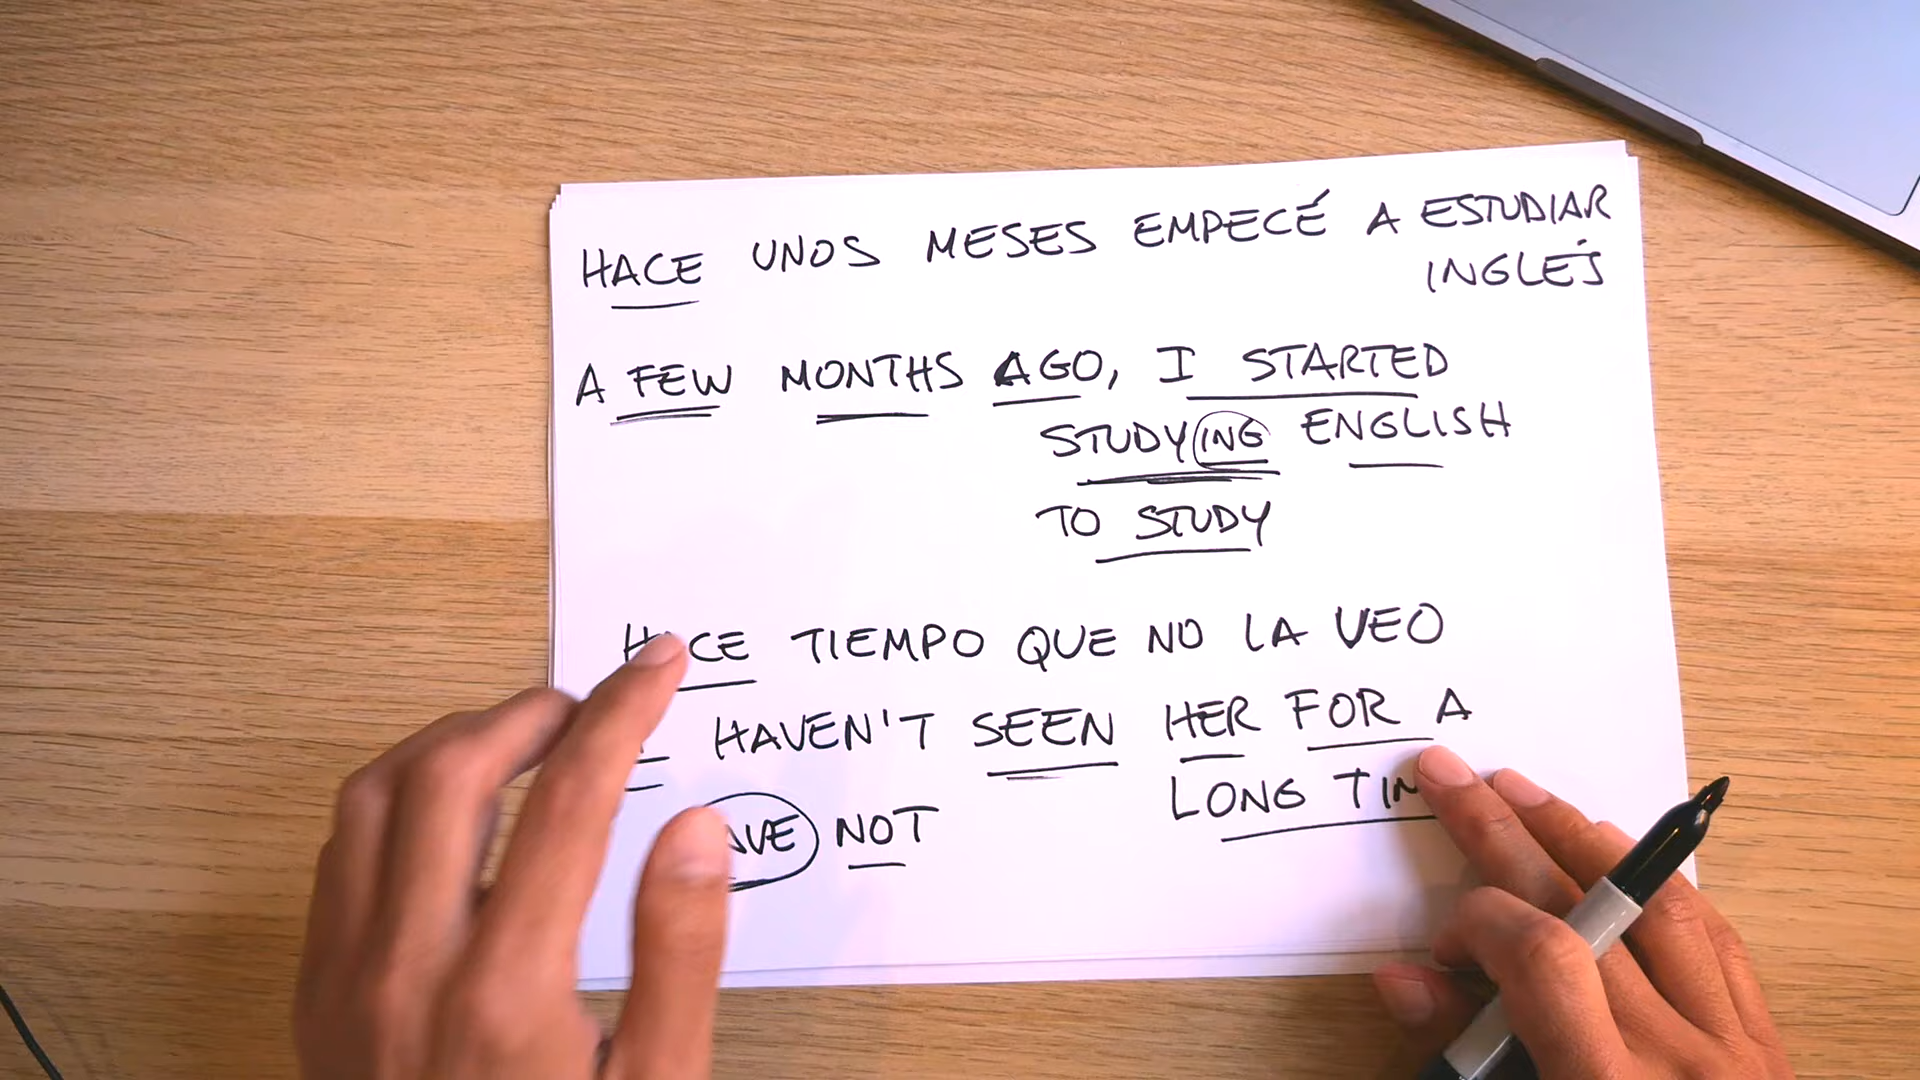 HACE UNOS MESES EMPECÉ A ESTUDIAR
INGLÉS
A FEW MONTHS AGO, I STARTED
STUDYING ENGLISH
TO STUDY
HACE TIEMPO QUE NO LA VEO
HAVEN'T SEEN HER FOR A
LONG
NOT